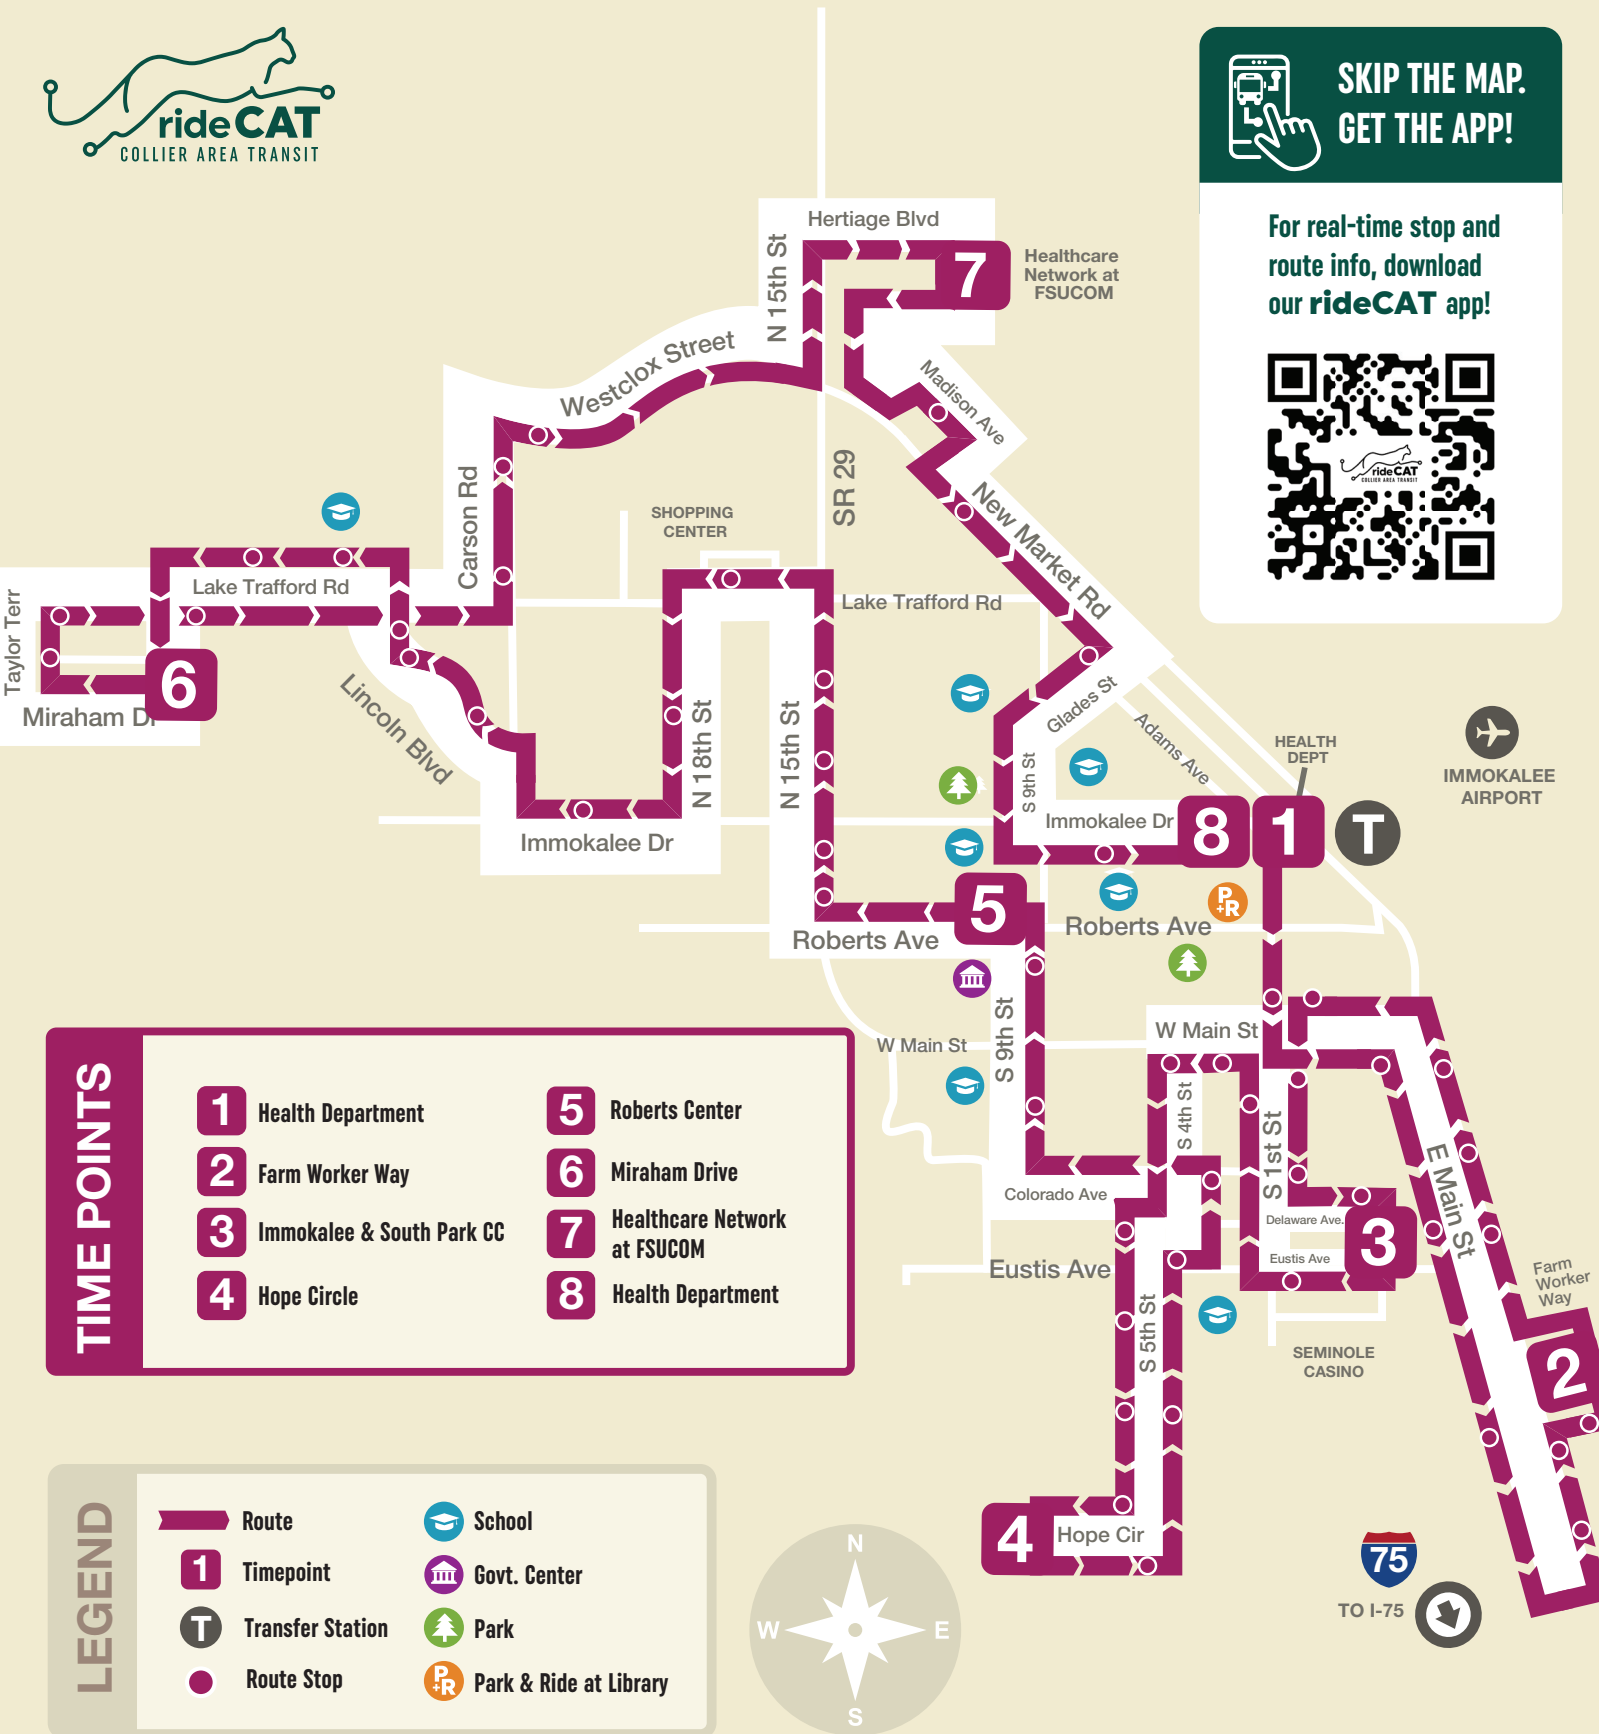 rideCAT
COLLIER AREA TRANSIT
SKIP THE MAP.
GET THE APP!
For real-time stop and
route info, download
our rideCAT app!
rideCAT
COLLIER AREA TRANSIT
Hertiage Blvd
7
Healthcare
Network at
FSUCOM
N 15th St
Westclox Street
Madison Ave
SR 29
Carson Rd
New Market Rd
SHOPPING
CENTER
Lake Trafford Rd
Lake Trafford Rd
Taylor Terr
6
Miraham Dr
Lincoln Blvd
N 18th St
N 15th St
Glades St
Adams Ave
S 9th St
HEALTH
DEPT
IMMOKALEE
AIRPORT
Immokalee Dr
8
1
T
Immokalee Dr
5
P+R
Roberts Ave
Roberts Ave
S 9th St
W Main St
W Main St
S 4th St
S 1st St
E Main St
Colorado Ave
Delaware Ave.
3
Eustis Ave
Eustis Ave
Farm
Worker
Way
S 5th St
SEMINOLE
CASINO
2
4
Hope Cir
75
TO I-75
TIME POINTS
1 Health Department
2 Farm Worker Way
3 Immokalee & South Park CC
4 Hope Circle
5 Roberts Center
6 Miraham Drive
7 Healthcare Network
at FSUCOM
8 Health Department
LEGEND
Route
1 Timepoint
T Transfer Station
Route Stop
School
Govt. Center
Park
P+R Park & Ride at Library
N
W
E
S